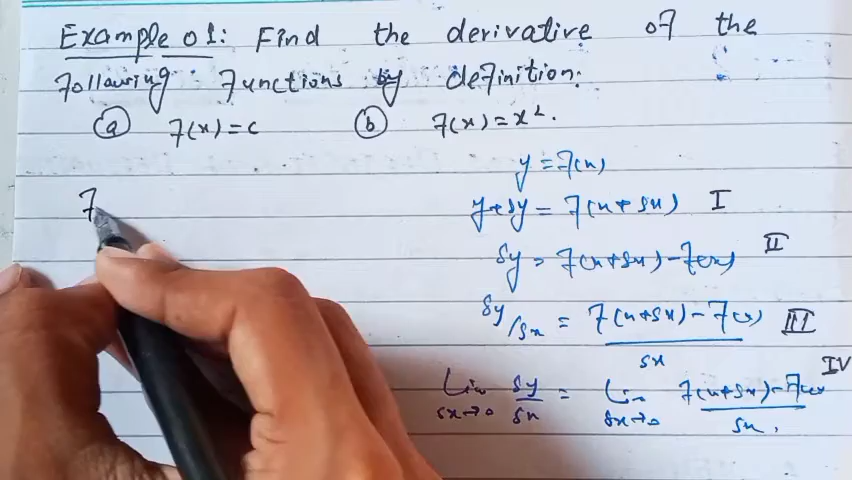 Example 01: Find the derivative of the
following functions by definition:
(a) f(x) = c (b) f(x) = x².
y = f(x)
y + δy = f(x + δx) I
δy = f(x + δx) - f(x) II
δy/δx = f(x + δx) - f(x) / δx III
Lim δx→0 δy/δx = Lim δx→0 f(x + δx) - f(x) / δx. IV
f